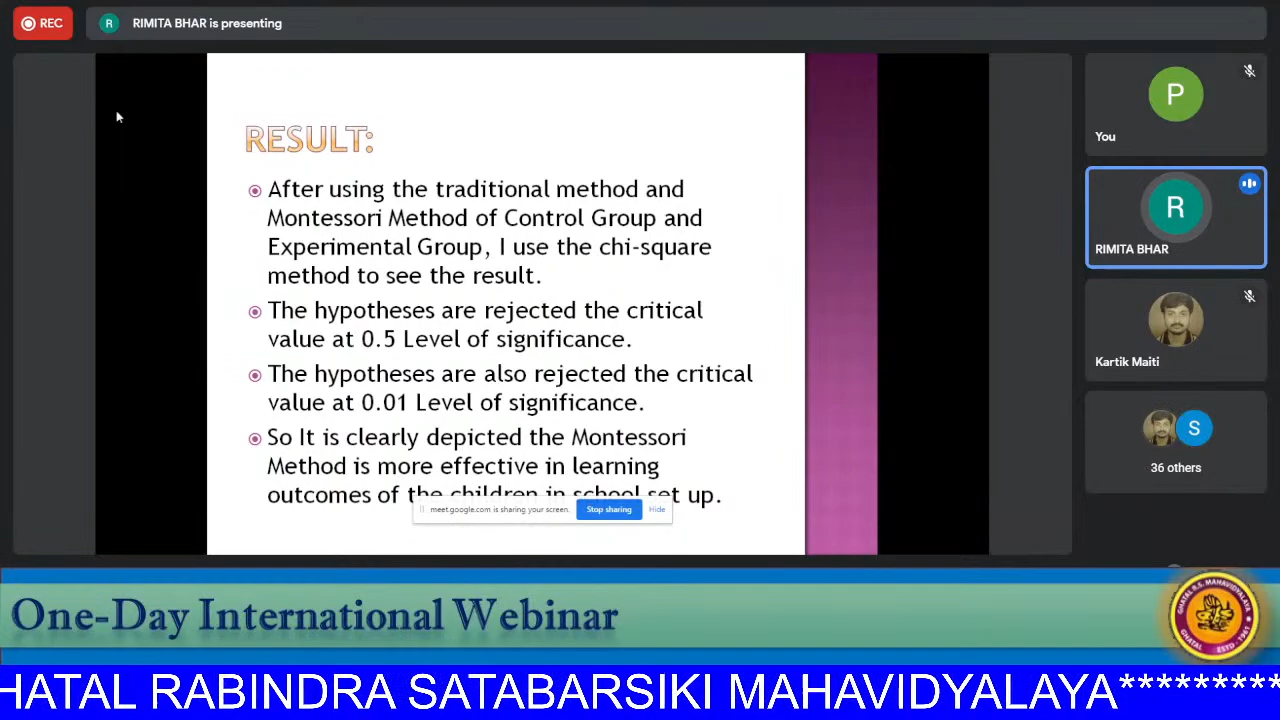 REC
R
RIMITA BHAR is presenting
P
You
RESULT:
After using the traditional method and
Montessori Method of Control Group and
Experimental Group, I use the chi-square
method to see the result.
The hypotheses are rejected the critical
value at 0.5 Level of significance.
The hypotheses are also rejected the critical
value at 0.01 Level of significance.
So It is clearly depicted the Montessori
Method is more effective in learning
outcomes of the children in school set up.
meet.google.com is sharing your screen.
Stop sharing
Hide
R
RIMITA BHAR
Kartik Maiti
S
36 others
One-Day International Webinar
GHATAL R.S. MAHAVIDYALAYA
GHATAL ESTD - 1961
HATAL RABINDRA SATABARSIKI MAHAVIDYALAYA*********